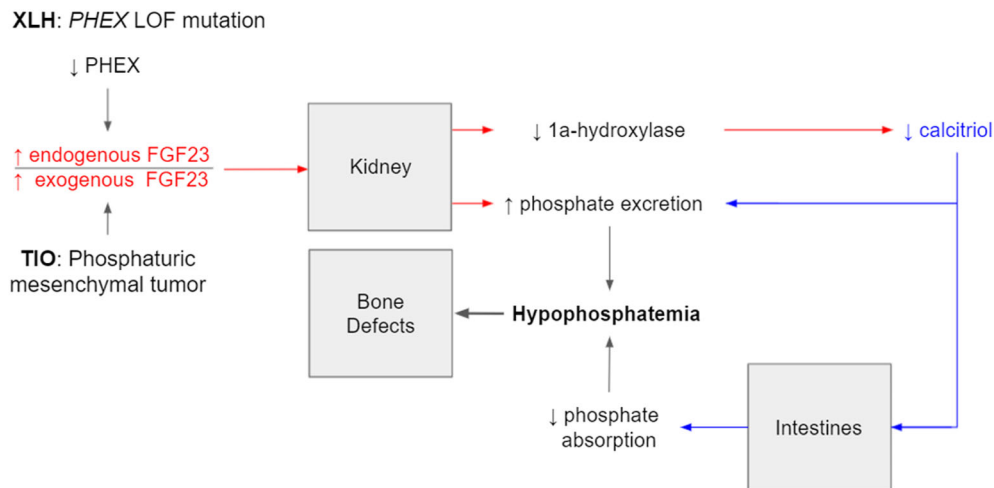 XLH: PHEX LOF mutation
↓ PHEX
↑ endogenous FGF23
↑ exogenous FGF23
TIO: Phosphaturic
mesenchymal tumor
Kidney
↓ 1a-hydroxylase
↓ calcitriol
↑ phosphate excretion
Bone
Defects
Hypophosphatemia
↓ phosphate
absorption
Intestines